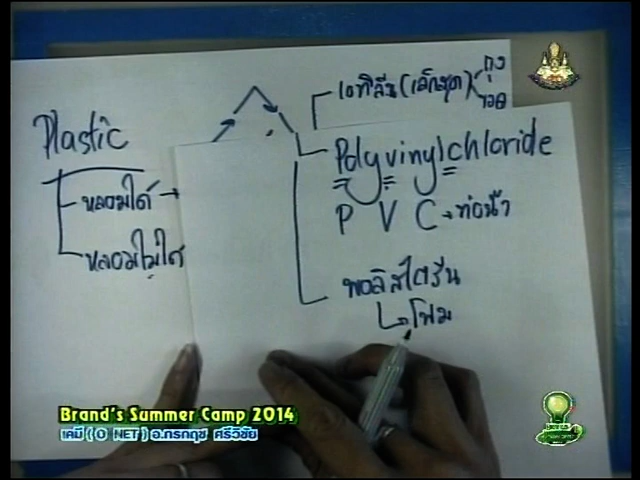 Plastic
หลอมได้ →
หลอมไม่ได้
เอทิลีน (เล็กสุด) ถุง
ขวด
Polyvinylchloride
P V C → ท่อน้ำ
พอลิสไตรีน
โฟม
Brand's Summer Camp 2014
เคมี ( O NET ) อ.กรกฤช ศรีวิชัย